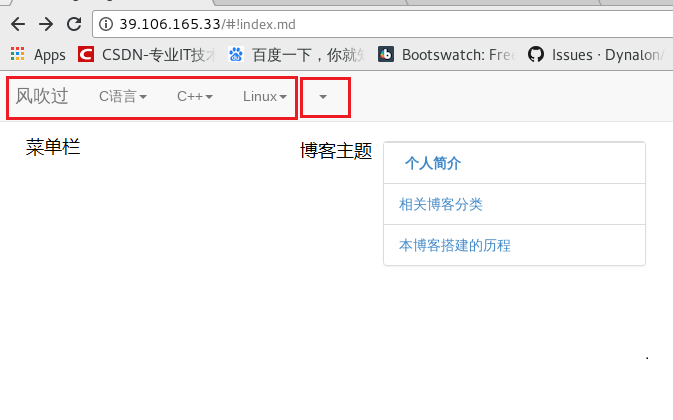 39.106.165.33/#!index.md
Apps CSDN-专业IT技 百度一下，你就 Bootswatch: Fre Issues · Dynalon/
风吹过 C语言 C++ Linux
菜单栏
博客主题
个人简介
相关博客分类
本博客搭建的历程